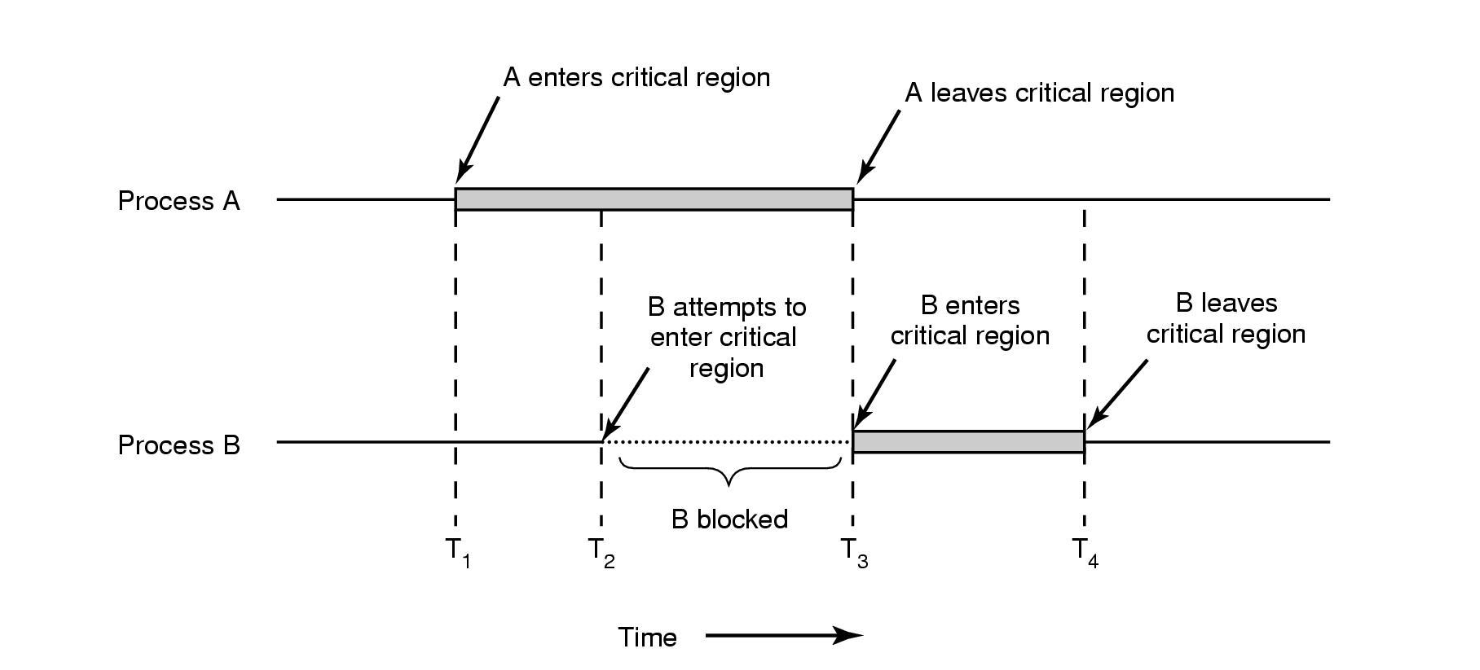 A enters critical region
A leaves critical region
Process A
B attempts to
enter critical
region
B enters
critical region
B leaves
critical region
Process B
B blocked
T1
T2
T3
T4
Time